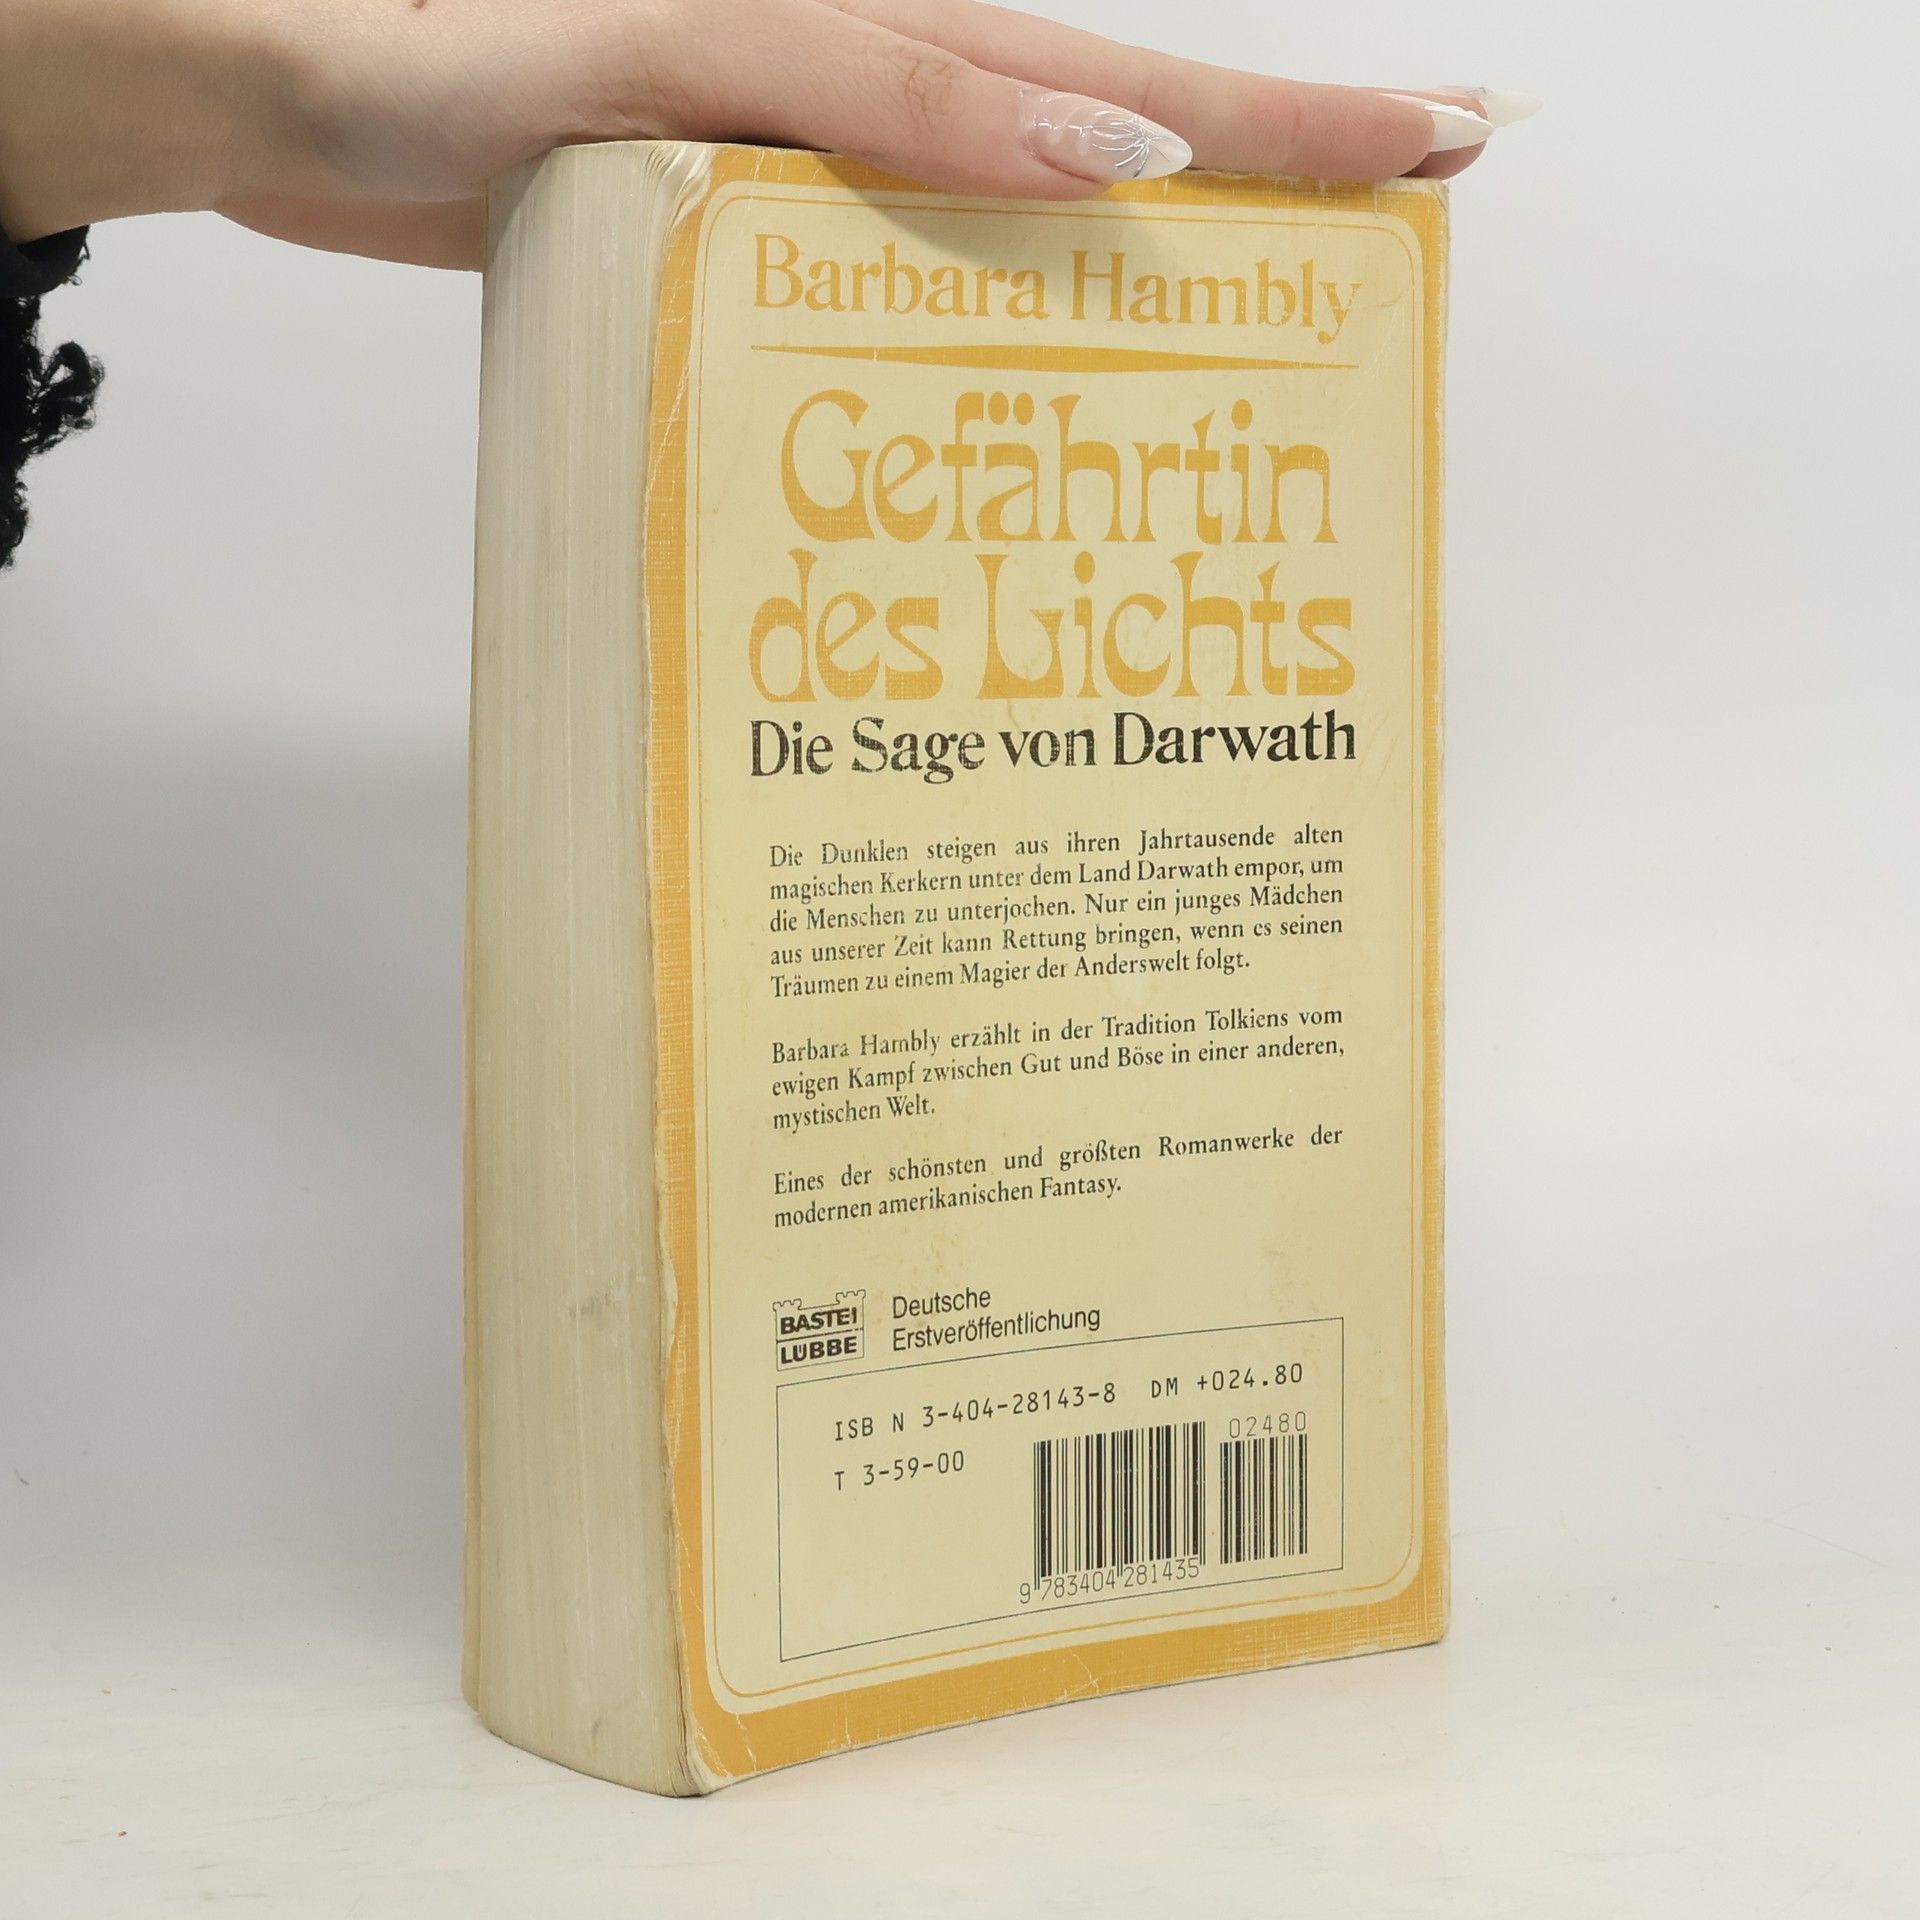 Barbara Hambly
Gefährtin
des Lichts
Die Sage von Darwath
Die Dunklen steigen aus ihren Jahrtausende alten
magischen Kerkern unter dem Land Darwath empor, um
die Menschen zu unterjochen. Nur ein junges Mädchen
aus unserer Zeit kann Rettung bringen, wenn es seinen
Träumen zu einem Magier der Anderswelt folgt.
Barbara Hambly erzählt in der Tradition Tolkiens vom
ewigen Kampf zwischen Gut und Böse in einer anderen,
mystischen Welt.
Eines der schönsten und größten Romanwerke der
modernen amerikanischen Fantasy.
BASTEI
LÜBBE
Deutsche
Erstveröffentlichung
ISB N 3-404-28143-8 DM +024.80
T 3-59-00
02480
9 783404 281435